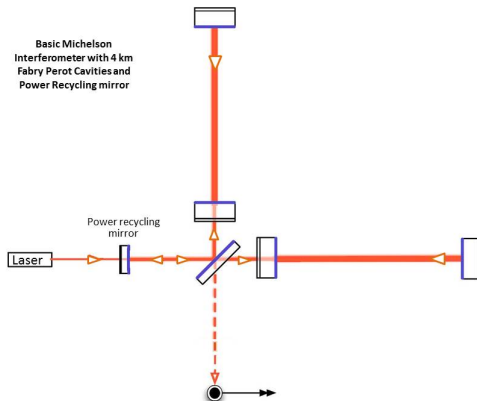 Basic Michelson
Interferometer with 4 km
Fabry Perot Cavities and
Power Recycling mirror
Power recycling
mirror
Laser